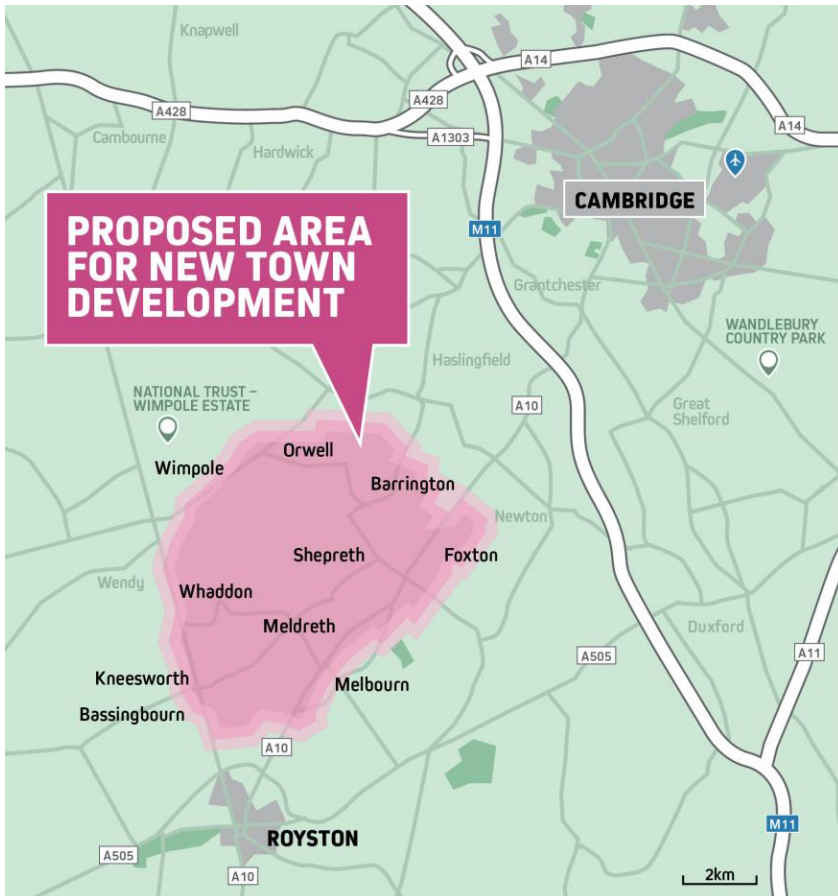 Knapwell
A14
A428
A428
A14
Cambourne
Hardwick
A1303
CAMBRIDGE
PROPOSED AREA
FOR NEW TOWN
DEVELOPMENT
M11
Grantchester
WANDLEBURY
COUNTRY PARK
Haslingfield
NATIONAL TRUST –
WIMPOLE ESTATE
A10
Great
Shelford
Orwell
Wimpole
Barrington
Newton
Shepreth
Foxton
Wendy
Whaddon
Meldreth
Duxford
A505
A11
Kneesworth
Melbourn
Bassingbourn
A10
ROYSTON
M11
A505
A10
2km